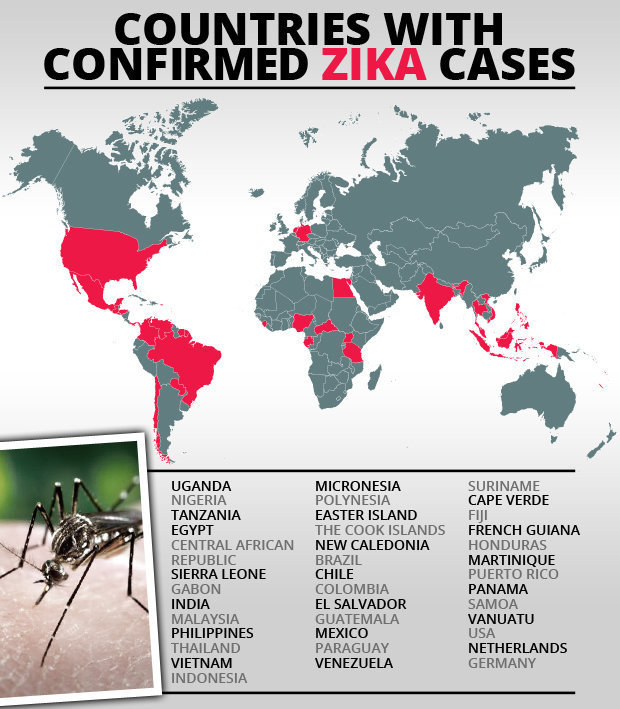 COUNTRIES WITH
CONFIRMED ZIKA CASES
UGANDA
NIGERIA
TANZANIA
EGYPT
CENTRAL AFRICAN
REPUBLIC
SIERRA LEONE
GABON
INDIA
MALAYSIA
PHILIPPINES
THAILAND
VIETNAM
INDONESIA
MICRONESIA
POLYNESIA
EASTER ISLAND
THE COOK ISLANDS
NEW CALEDONIA
BRAZIL
CHILE
COLOMBIA
EL SALVADOR
GUATEMALA
MEXICO
PARAGUAY
VENEZUELA
SURINAME
CAPE VERDE
FIJI
FRENCH GUIANA
HONDURAS
MARTINIQUE
PUERTO RICO
PANAMA
SAMOA
VANUATU
USA
NETHERLANDS
GERMANY